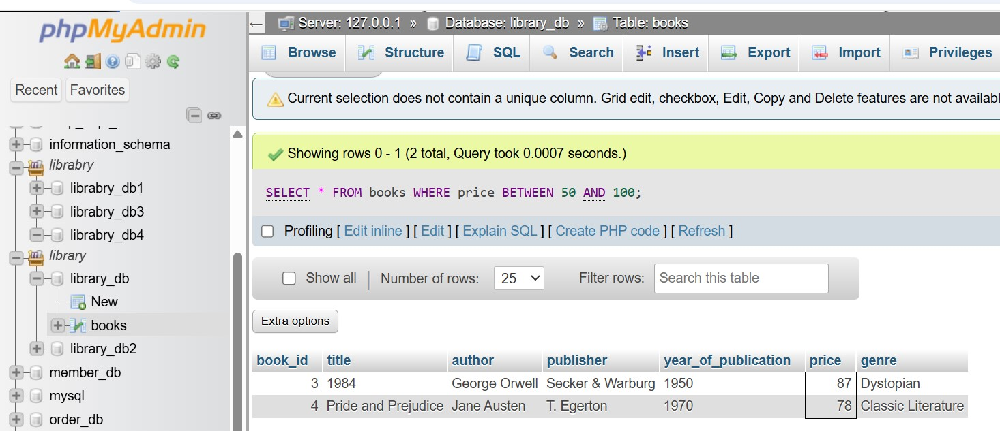 phpMyAdmin
Recent Favorites
information_schema
librabry
librabry_db1
librabry_db3
librabry_db4
library
library_db
New
books
library_db2
member_db
mysql
order_db
Server: 127.0.0.1 » Database: library_db » Table: books
Browse Structure SQL Search Insert Export Import Privileges
Current selection does not contain a unique column. Grid edit, checkbox, Edit, Copy and Delete features are not availabl
Showing rows 0 - 1 (2 total, Query took 0.0007 seconds.)
SELECT * FROM books WHERE price BETWEEN 50 AND 100;
Profiling [ Edit inline ] [ Edit ] [ Explain SQL ] [ Create PHP code ] [ Refresh ]
Show all | Number of rows: 25 Filter rows: Search this table
Extra options
book_id title author publisher year_of_publication price genre
3 1984 George Orwell Secker & Warburg 1950 87 Dystopian
4 Pride and Prejudice Jane Austen T. Egerton 1970 78 Classic Literature